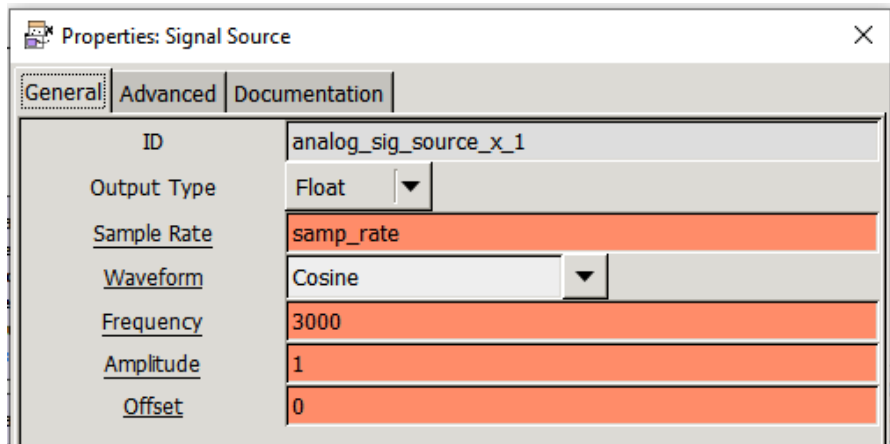 Properties: Signal Source
General Advanced Documentation
ID analog_sig_source_x_1
Output Type Float
Sample Rate samp_rate
Waveform Cosine
Frequency 3000
Amplitude 1
Offset 0